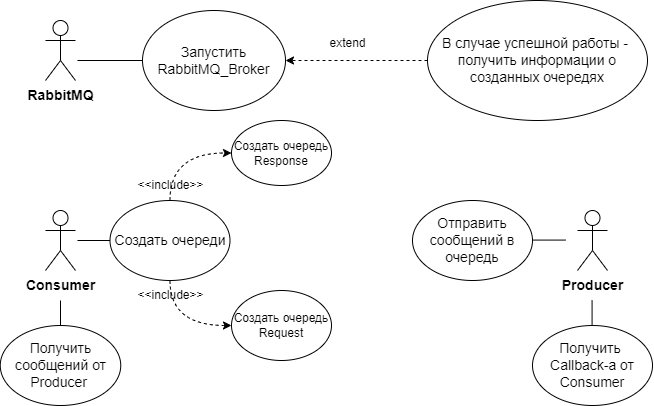 Запустить
RabbitMQ_Broker
extend
В случае успешной работы -
получить информации о
созданных очередях
RabbitMQ
Создать очередь
Response
<<include>>
Создать очереди
Consumer
<<include>>
Создать очередь
Request
Получить
сообщений от
Producer
Отправить
сообщений в
очередь
Producer
Получить
Callback-а от
Consumer